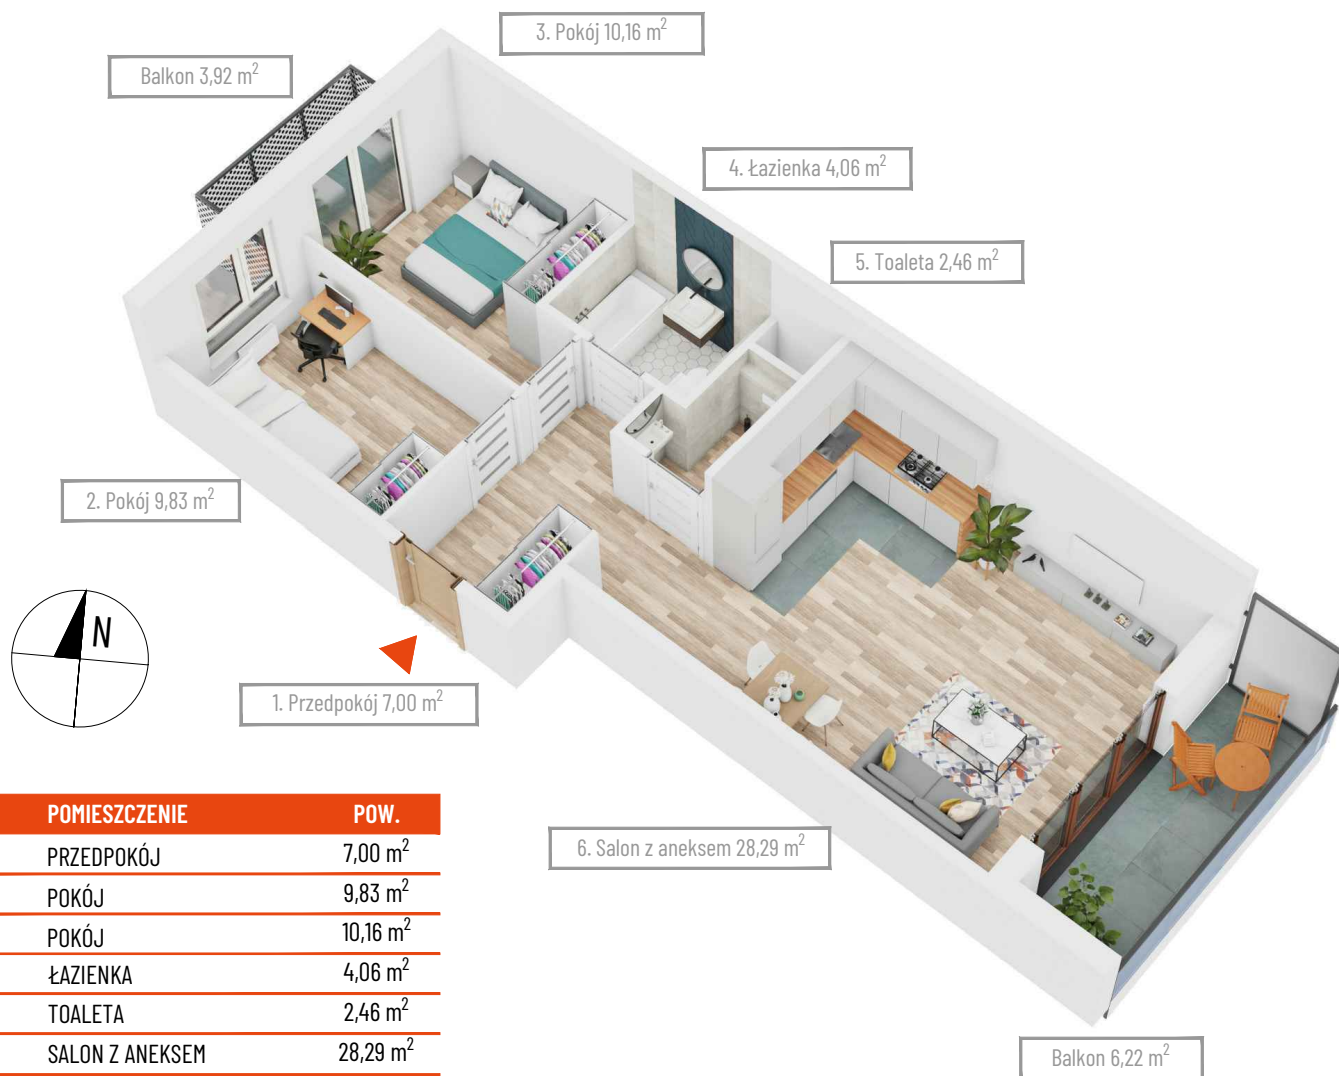 3. Pokój 10,16 m²
Balkon 3,92 m²
4. Łazienka 4,06 m²
5. Toaleta 2,46 m²
2. Pokój 9,83 m²
N
1. Przedpokój 7,00 m²
6. Salon z aneksem 28,29 m²
Balkon 6,22 m²
POMIESZCZENIE POW.
PRZEDPOKÓJ 7,00 m²
POKÓJ 9,83 m²
POKÓJ 10,16 m²
ŁAZIENKA 4,06 m²
TOALETA 2,46 m²
SALON Z ANEKSEM 28,29 m²